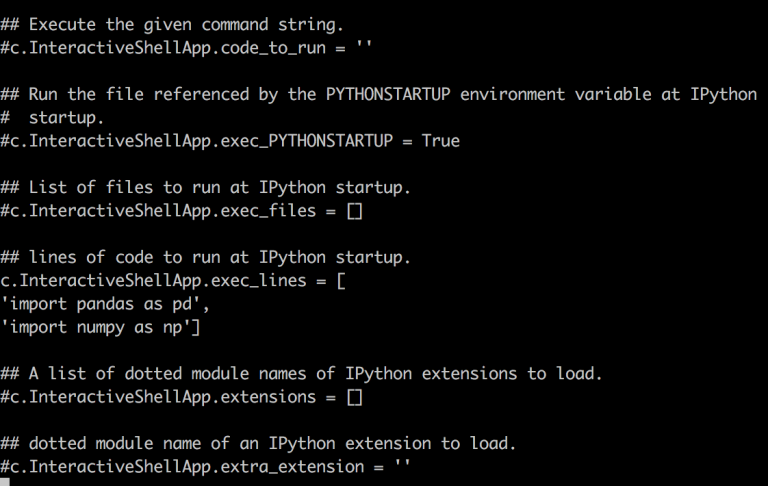 ## Execute the given command string.
#c.InteractiveShellApp.code_to_run = ''
## Run the file referenced by the PYTHONSTARTUP environment variable at IPython
#  startup.
#c.InteractiveShellApp.exec_PYTHONSTARTUP = True
## List of files to run at IPython startup.
#c.InteractiveShellApp.exec_files = []
## lines of code to run at IPython startup.
c.InteractiveShellApp.exec_lines = [
'import pandas as pd',
'import numpy as np']
## A list of dotted module names of IPython extensions to load.
#c.InteractiveShellApp.extensions = []
## dotted module name of an IPython extension to load.
#c.InteractiveShellApp.extra_extension = ''